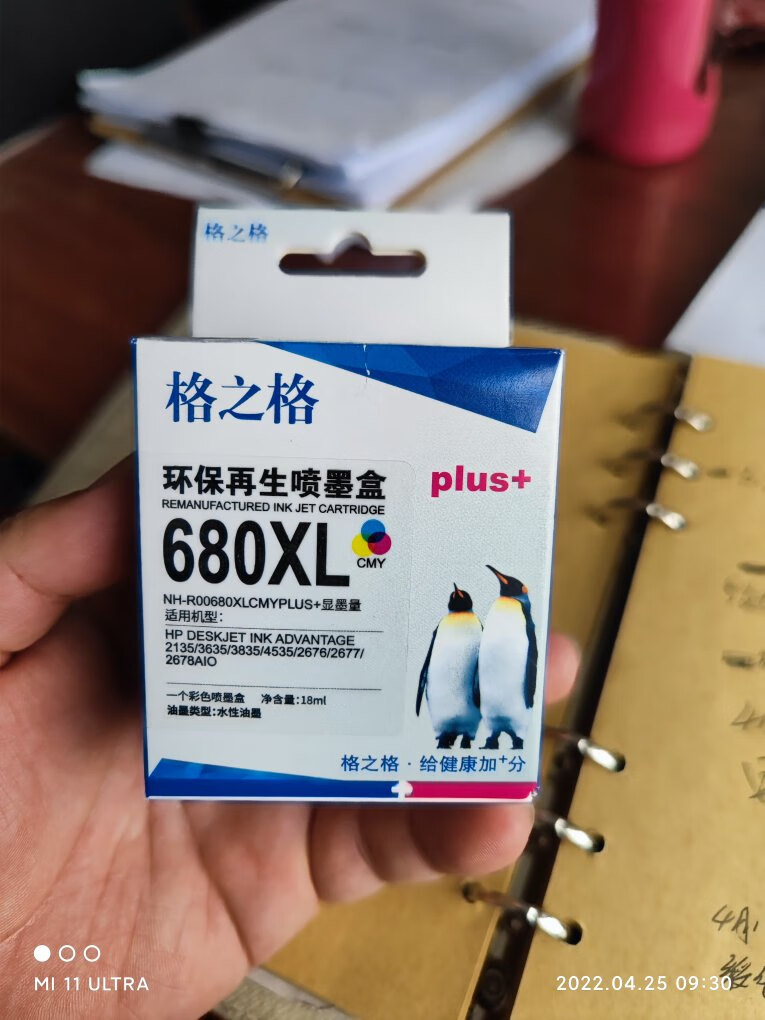 格之格
格之格
环保再生喷墨盒
REMANUFACTURED INK JET CARTRIDGE
plus+
680XL
CMY
NH-R00680XLCMYPLUS+显墨量
适用机型:
HP DESKJET INK ADVANTAGE
2135/3635/3835/4535/2676/2677/
2678AIO
一个彩色喷墨盒 净含量:18ml
油墨类型:水性油墨
格之格·给健康加+分
MI 11 ULTRA
2022.04.25 09:30